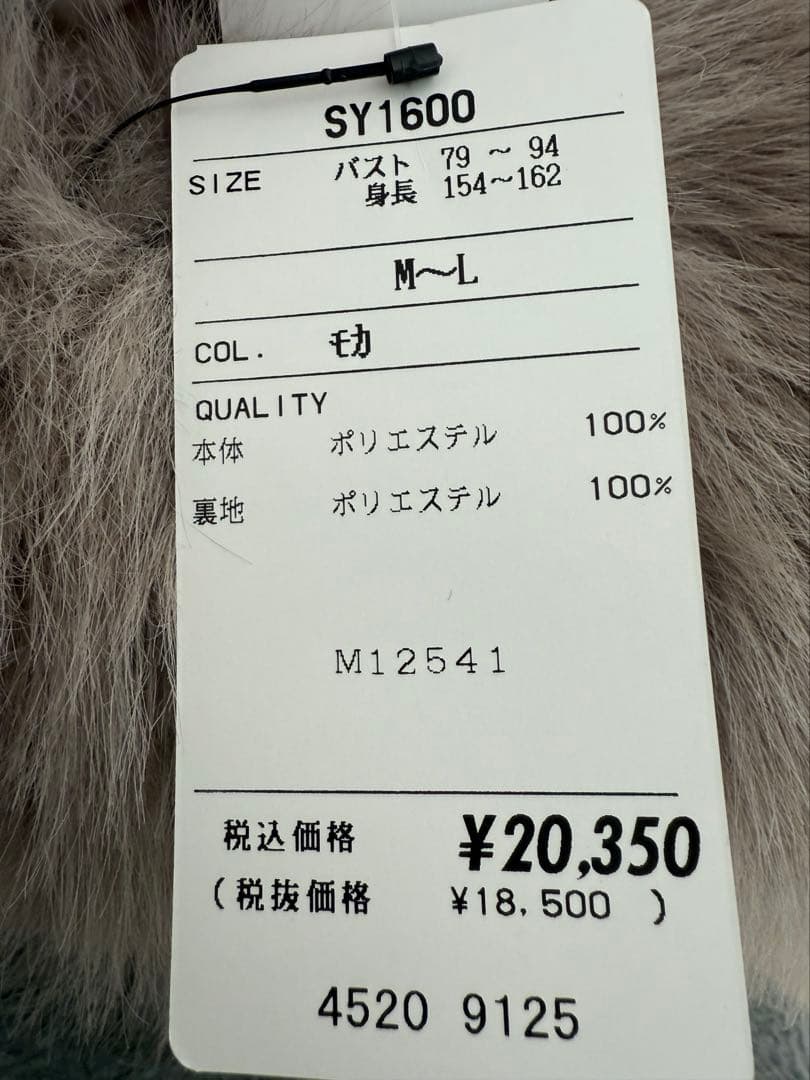 SY1600
SIZE バスト 79 ～ 94
身長 154～162
M～L
COL. モカ
QUALITY
本体 ポリエステル 100%
裏地 ポリエステル 100%
M12541
税込価格 ¥20,350
(税抜価格 ¥18,500 )
4520 9125